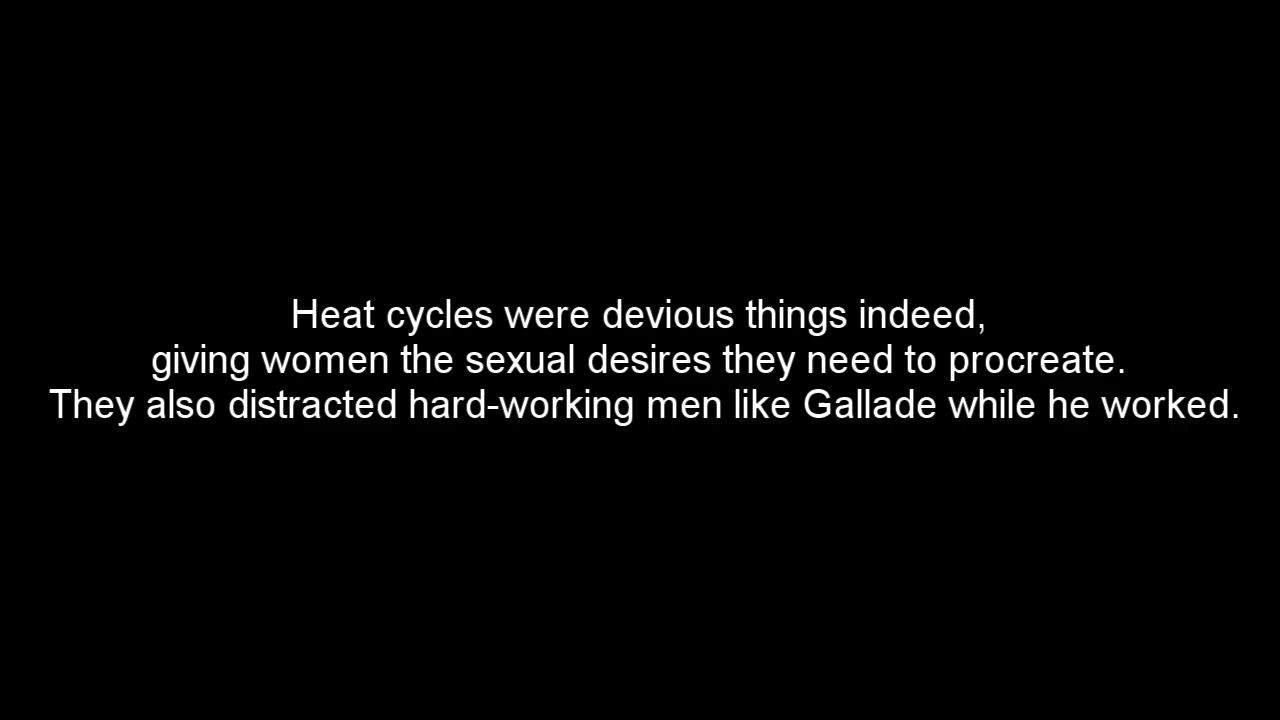 Heat cycles were devious things indeed,
giving women the sexual desires they need to procreate.
They also distracted hard-working men like Gallade while he worked.